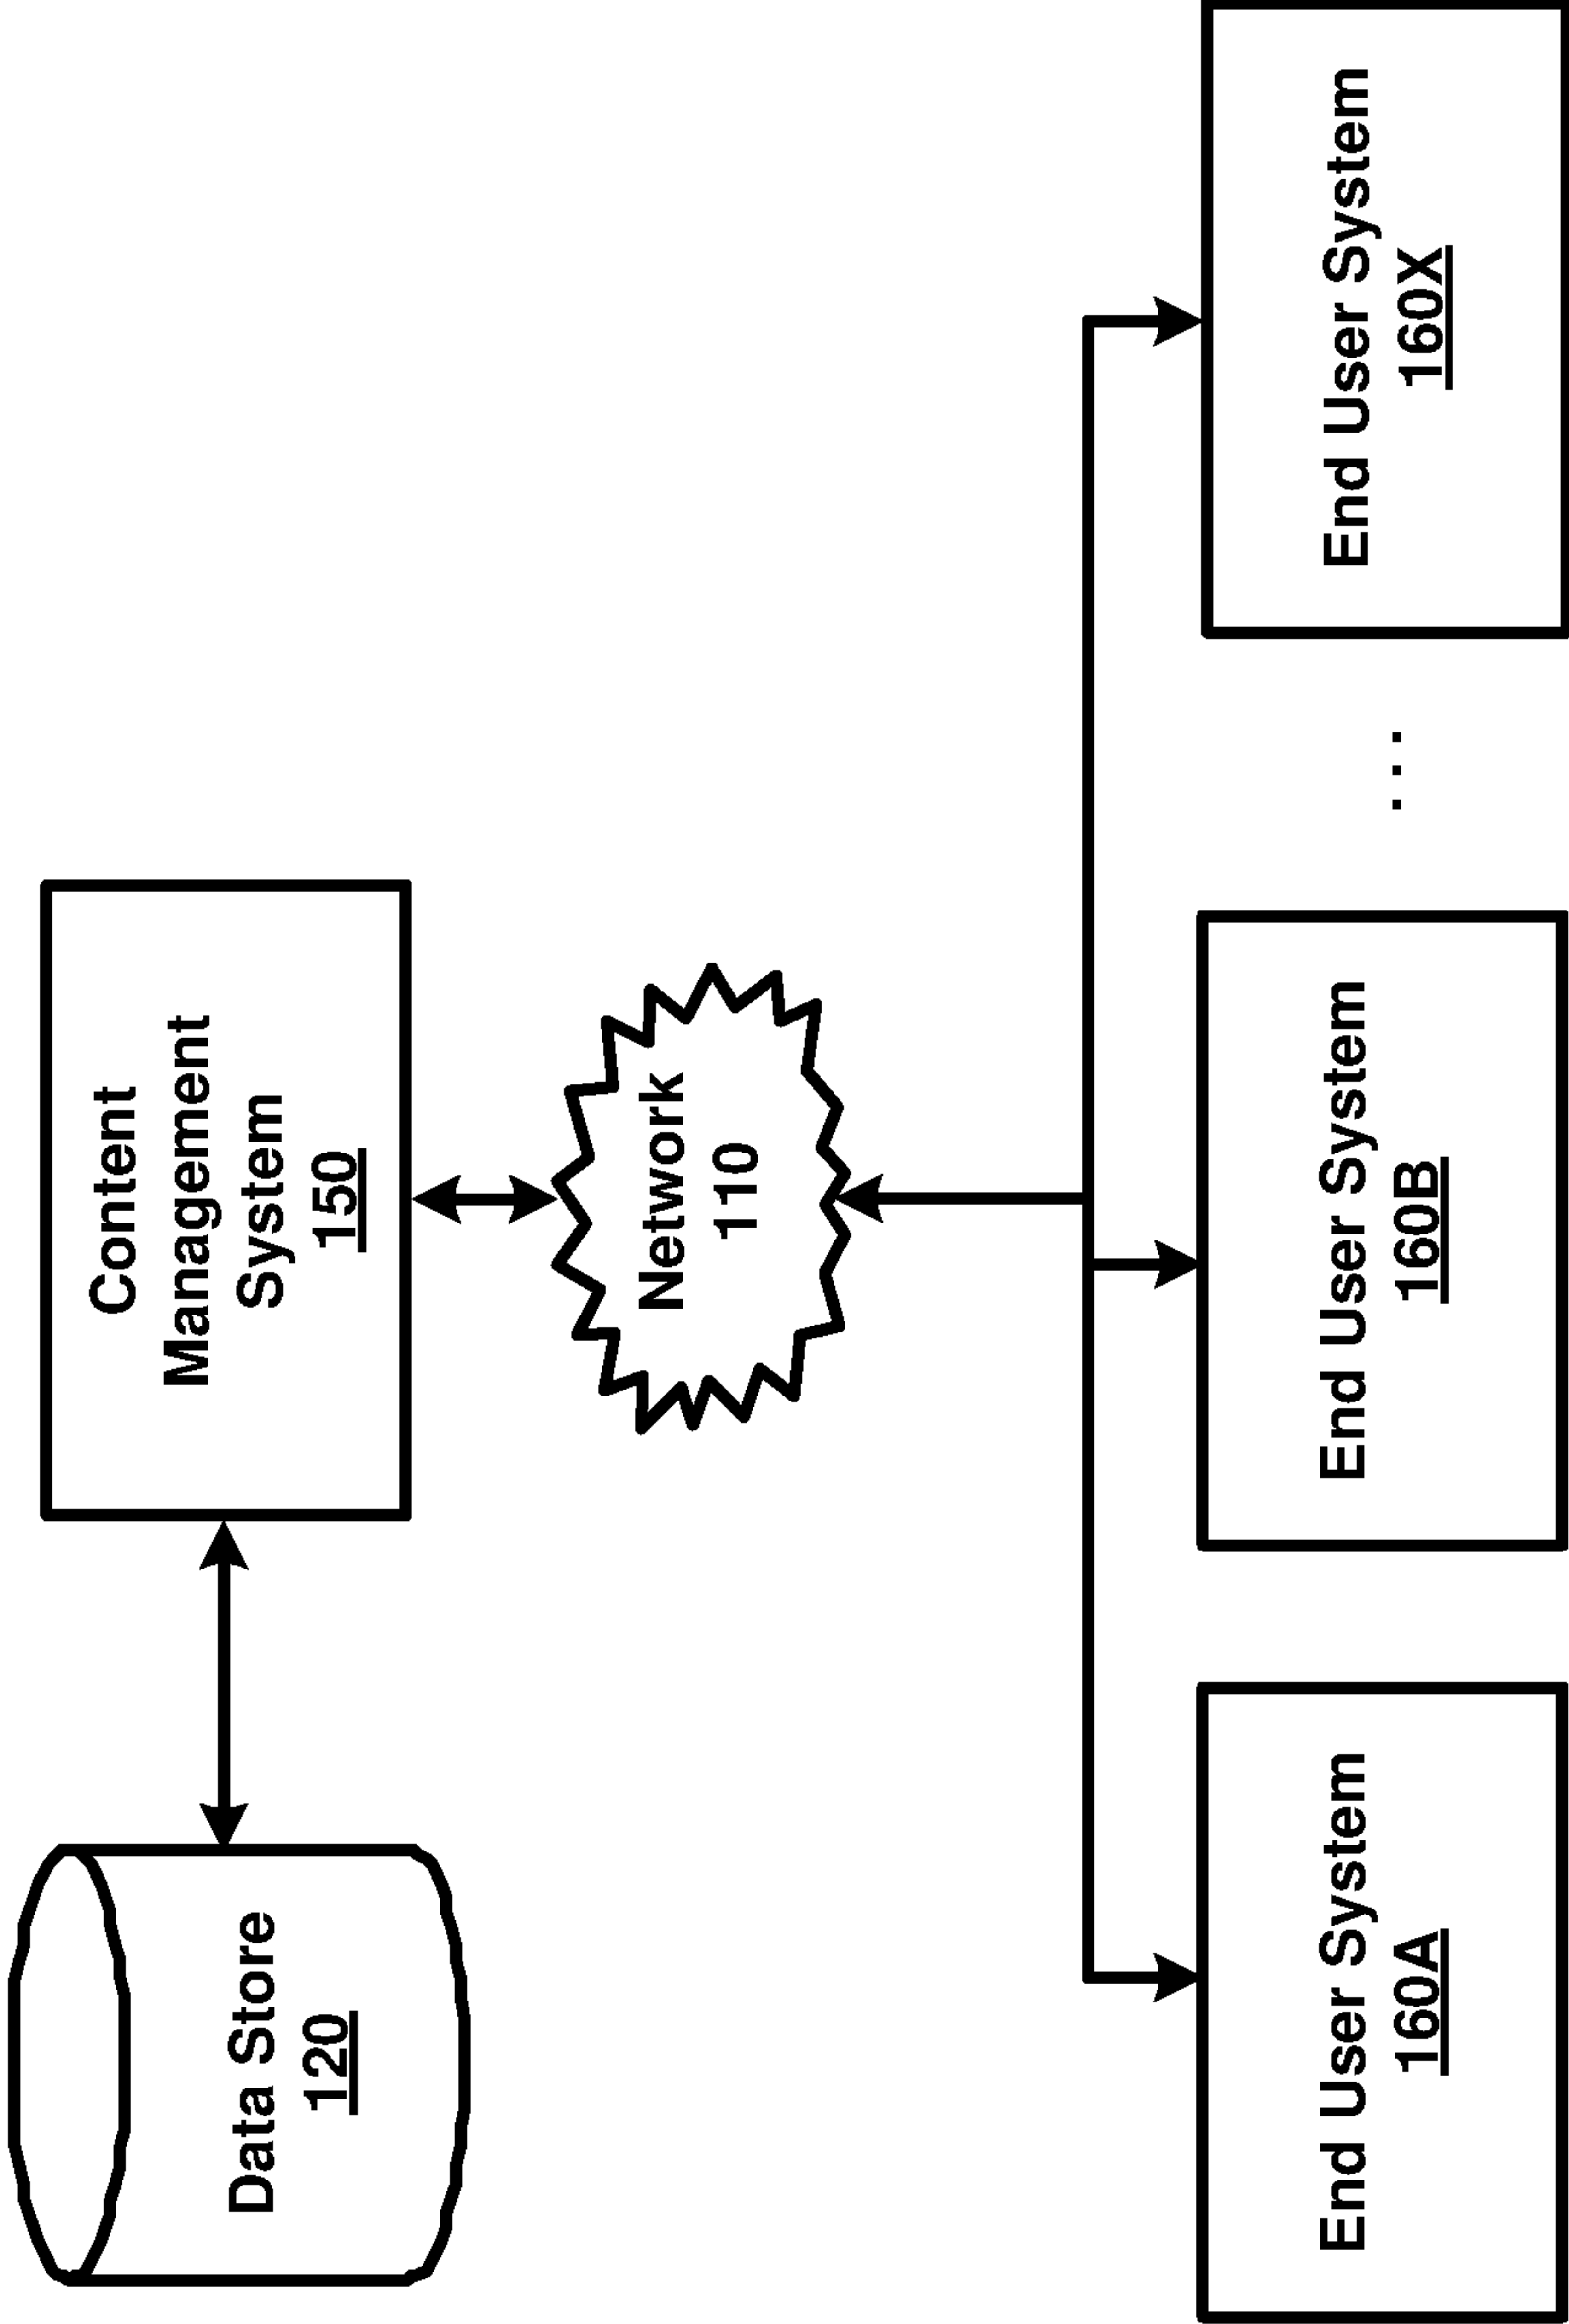 Data Store
120
Content
Management
System
150
Network
110
End User System
160A
End User System
160B
. . .
End User System
160X